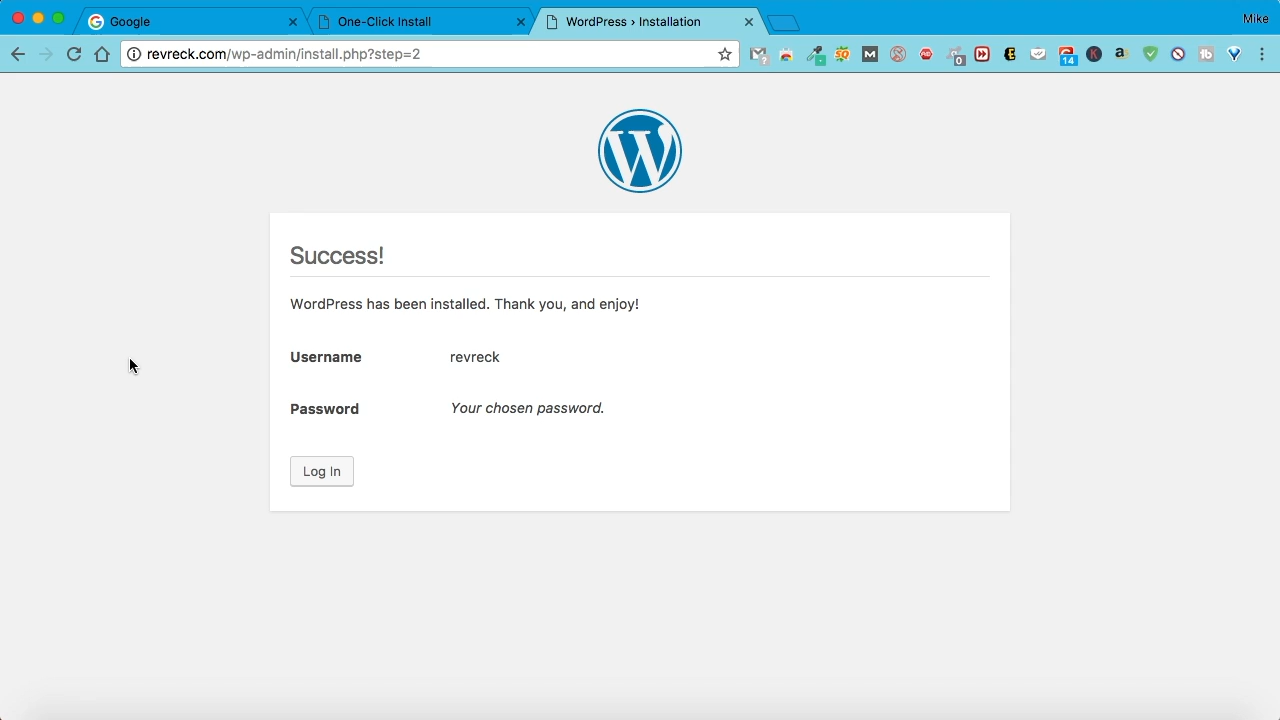 Google
One-Click Install
WordPress › Installation
Mike
revreck.com/wp-admin/install.php?step=2
Success!
WordPress has been installed. Thank you, and enjoy!
Username revreck
Password Your chosen password.
Log In